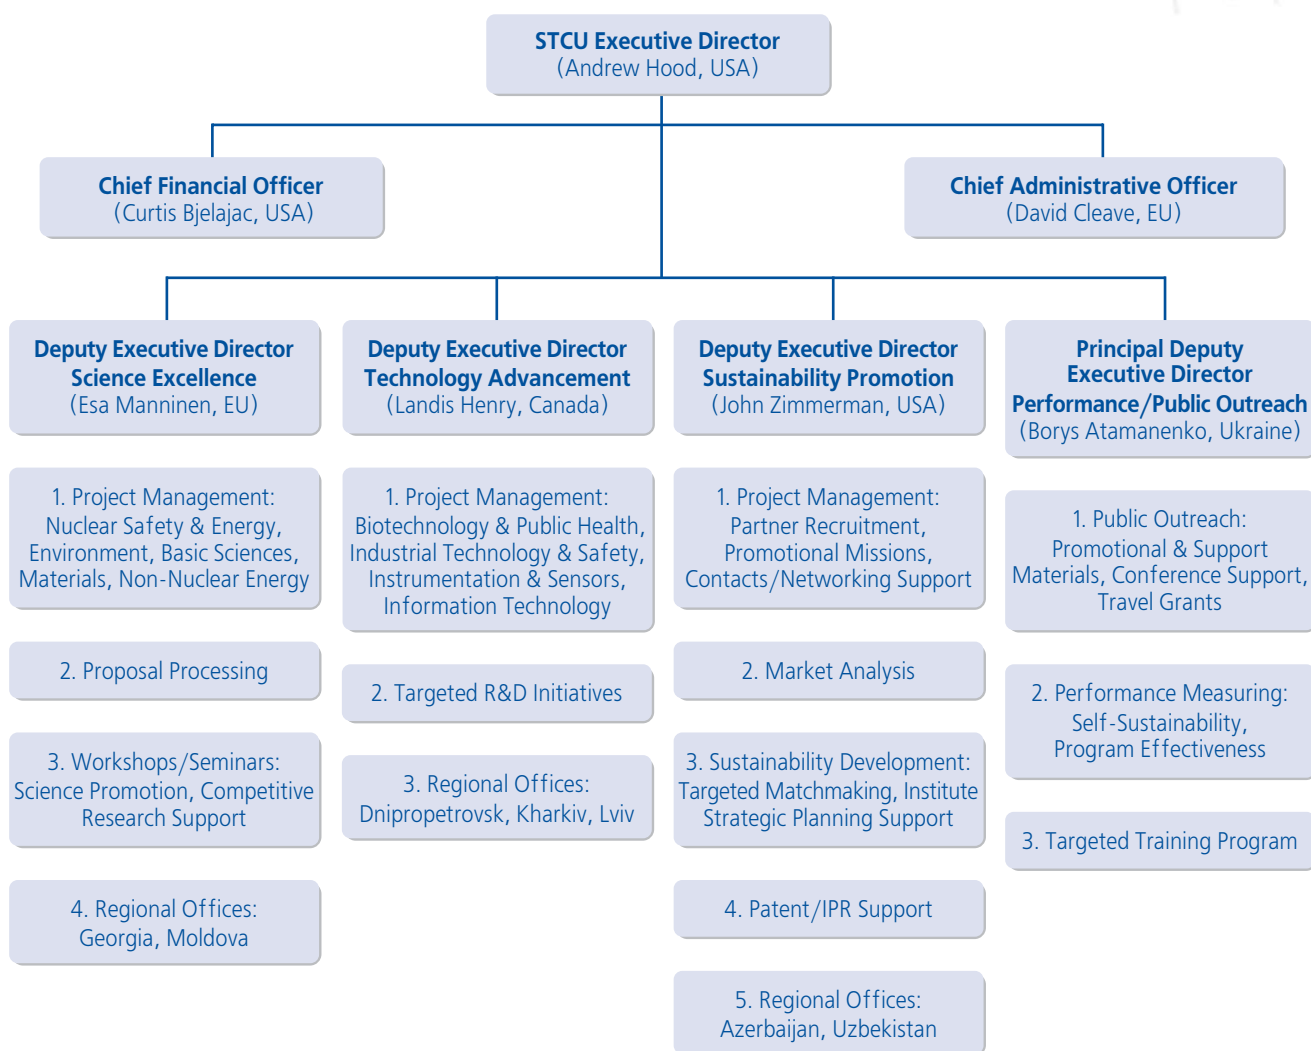 STCU Executive Director
(Andrew Hood, USA)
Chief Financial Officer
(Curtis Bjelajac, USA)
Chief Administrative Officer
(David Cleave, EU)
Deputy Executive Director
Science Excellence
(Esa Manninen, EU)
Deputy Executive Director
Technology Advancement
(Landis Henry, Canada)
Deputy Executive Director
Sustainability Promotion
(John Zimmerman, USA)
Principal Deputy
Executive Director
Performance/Public Outreach
(Borys Atamanenko, Ukraine)
1. Project Management:
Nuclear Safety & Energy,
Environment, Basic Sciences,
Materials, Non-Nuclear Energy
2. Proposal Processing
3. Workshops/Seminars:
Science Promotion, Competitive
Research Support
4. Regional Offices:
Georgia, Moldova
1. Project Management:
Biotechnology & Public Health,
Industrial Technology & Safety,
Instrumentation & Sensors,
Information Technology
2. Targeted R&D Initiatives
3. Regional Offices:
Dnipropetrovsk, Kharkiv, Lviv
1. Project Management:
Partner Recruitment,
Promotional Missions,
Contacts/Networking Support
2. Market Analysis
3. Sustainability Development:
Targeted Matchmaking, Institute
Strategic Planning Support
4. Patent/IPR Support
5. Regional Offices:
Azerbaijan, Uzbekistan
1. Public Outreach:
Promotional & Support
Materials, Conference Support,
Travel Grants
2. Performance Measuring:
Self-Sustainability,
Program Effectiveness
3. Targeted Training Program